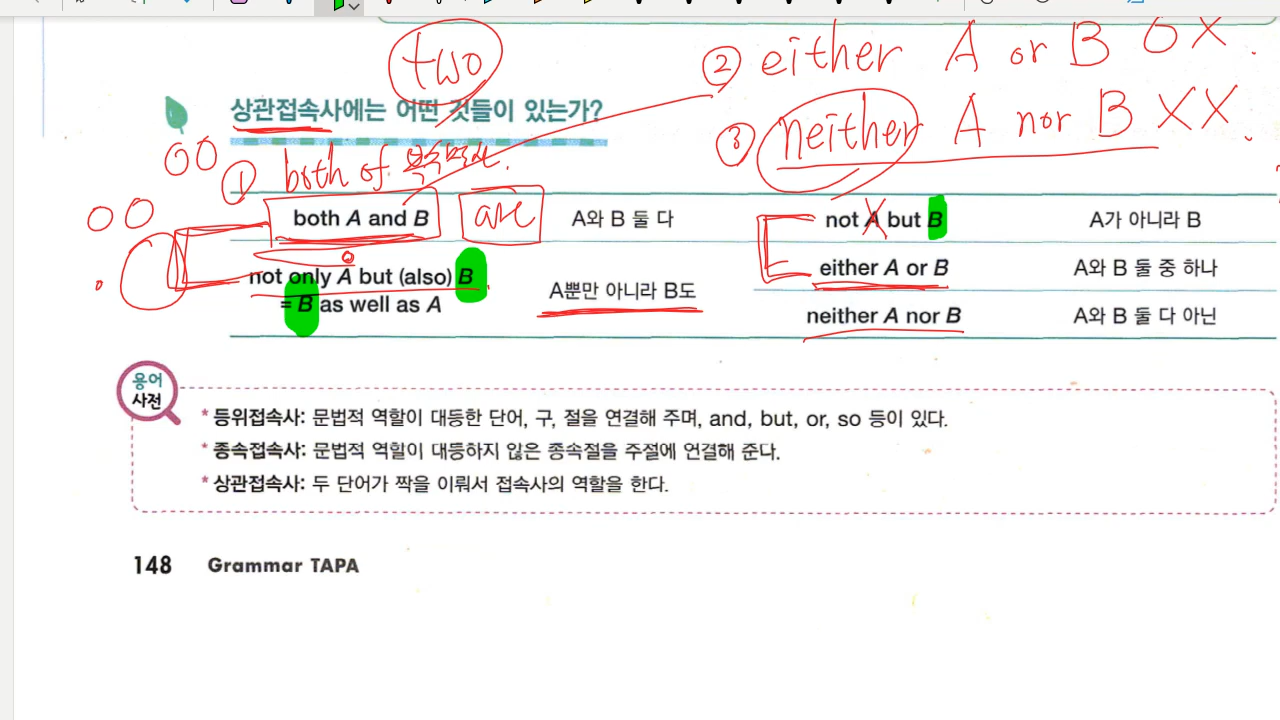 two
② either A or B O X .
상관접속사에는 어떤 것들이 있는가?
③ neither A nor B X X .
OO
① both of 복수명사.
OO
both A and B are A와 B 둘 다
not A but B A가 아니라 B
not only A but (also) B
= B as well as A
A뿐만 아니라 B도
either A or B A와 B 둘 중 하나
neither A nor B A와 B 둘 다 아닌
용어
사전
* 등위접속사: 문법적 역할이 대등한 단어, 구, 절을 연결해 주며, and, but, or, so 등이 있다.
* 종속접속사: 문법적 역할이 대등하지 않은 종속절을 주절에 연결해 준다.
* 상관접속사: 두 단어가 짝을 이뤄서 접속사의 역할을 한다.
148 Grammar TAPA